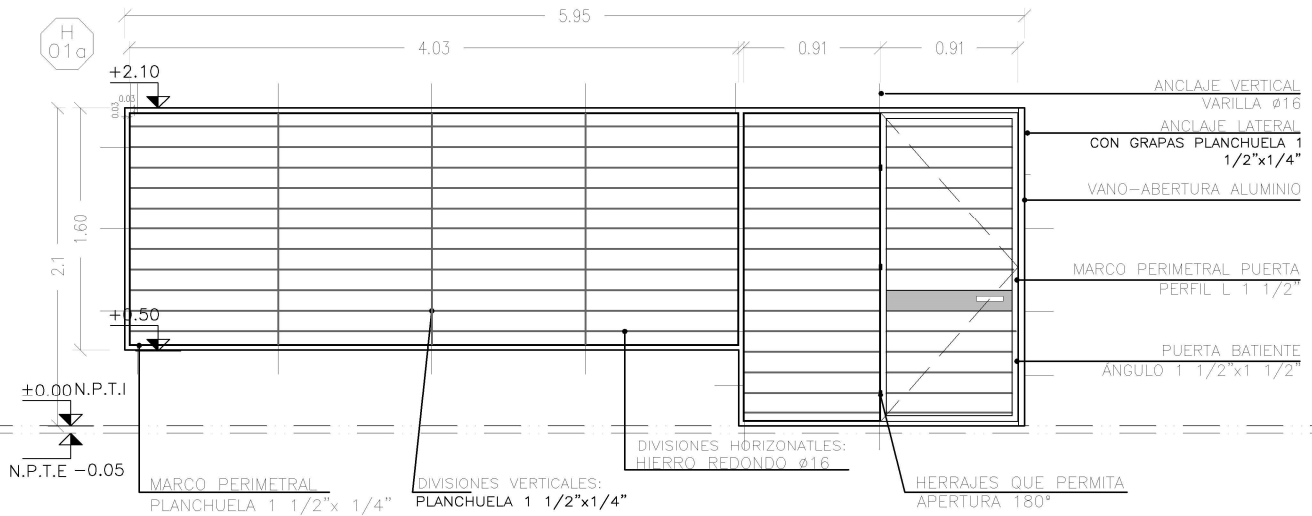 5.95
H
01a
4.03
0.91
0.91
+2.10
0.03
0.03
ANCLAJE VERTICAL
VARILLA ø16
ANCLAJE LATERAL
CON GRAPAS PLANCHUELA 1
1/2"x1/4"
VANO-ABERTURA ALUMINIO
1.60
2.1
MARCO PERIMETRAL PUERTA
PERFIL L 1 1/2"
+0.50
PUERTA BATIENTE
ÁNGULO 1 1/2"x1 1/2"
±0.00 N.P.T.I
N.P.T.E -0.05
DIVISIONES HORIZONATLES:
HIERRO REDONDO ø16
MARCO PERIMETRAL
PLANCHUELA 1 1/2"x 1/4"
DIVISIONES VERTICALES:
PLANCHUELA 1 1/2"x1/4"
HERRAJES QUE PERMITA
APERTURA 180°